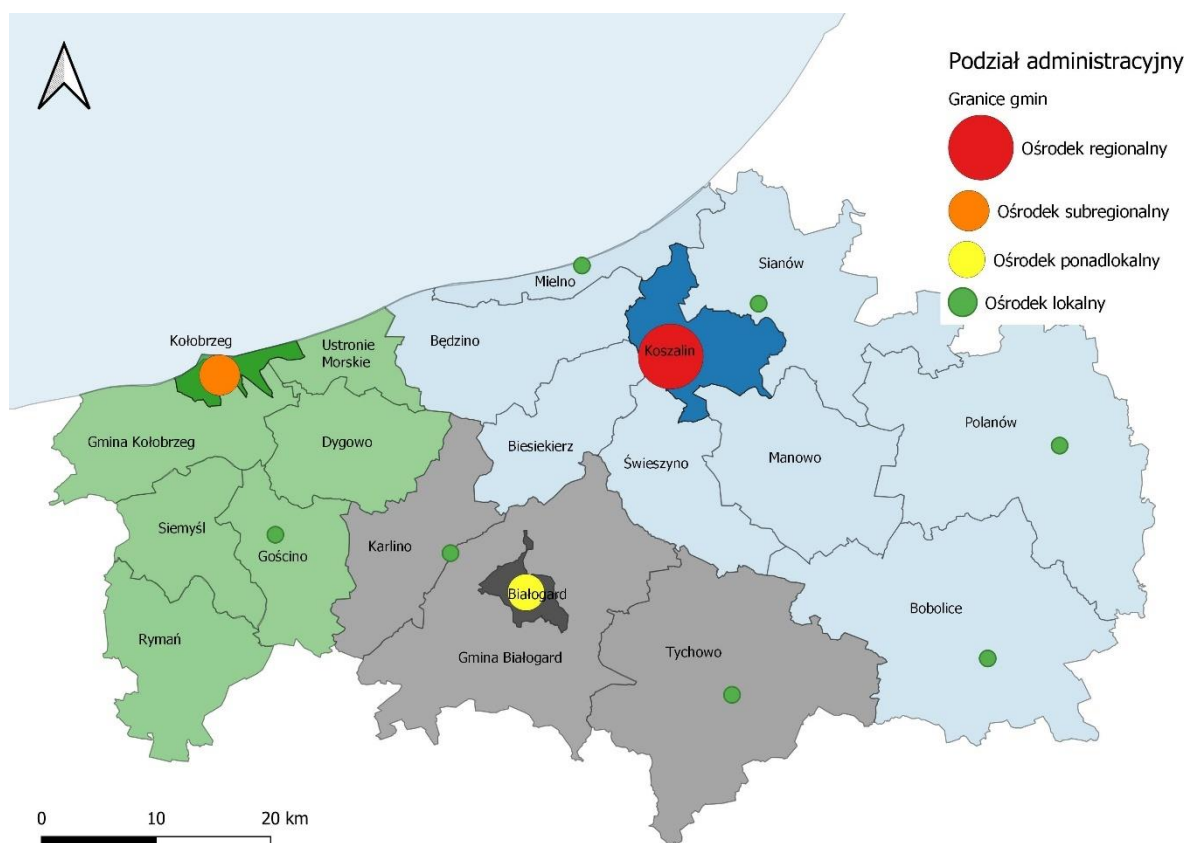 Podział administracyjny
Granice gmin
Ośrodek regionalny
Ośrodek subregionalny
Ośrodek ponadlokalny
Ośrodek lokalny
Sianów
Mielno
Kołobrzeg
Ustronie
Morskie
Będzino
Koszalin
Polanów
Gmina Kołobrzeg
Dygowo
Biesiekierz
Świeszyno
Manowo
Siemyśl
Gościno
Karlino
Białogard
Bobolice
Rymań
Gmina Białogard
Tychowo
0 10 20 km